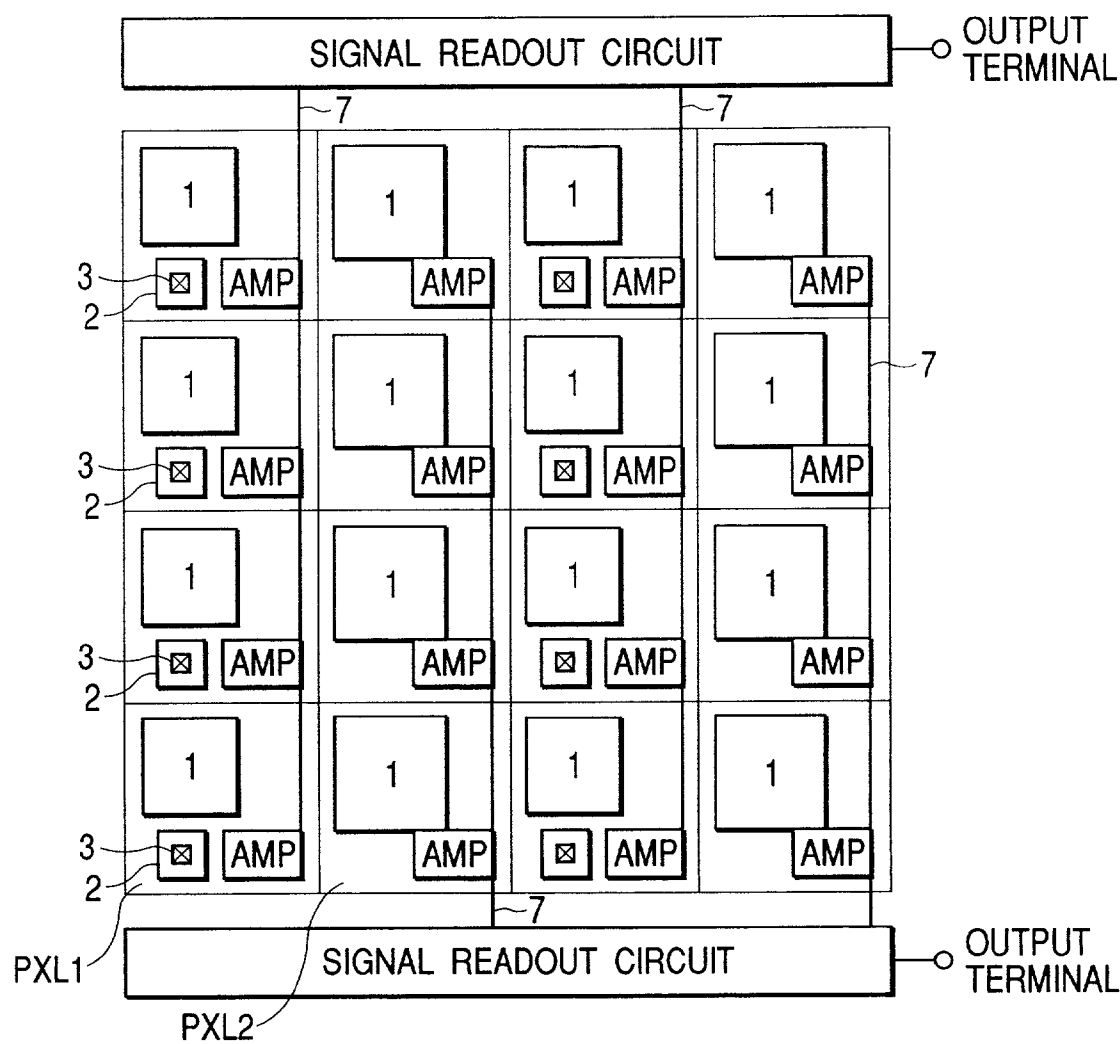 SIGNAL READOUT CIRCUIT
OUTPUT
TERMINAL
7 7
1 1 1 1
3
2
AMP AMP AMP AMP
7
1 1 1 1
3
2
AMP AMP AMP AMP
1 1 1 1
3
2
AMP AMP AMP AMP
1 1 1 1
3
2
AMP AMP AMP AMP
7
PXL1
SIGNAL READOUT CIRCUIT
OUTPUT
TERMINAL
PXL2